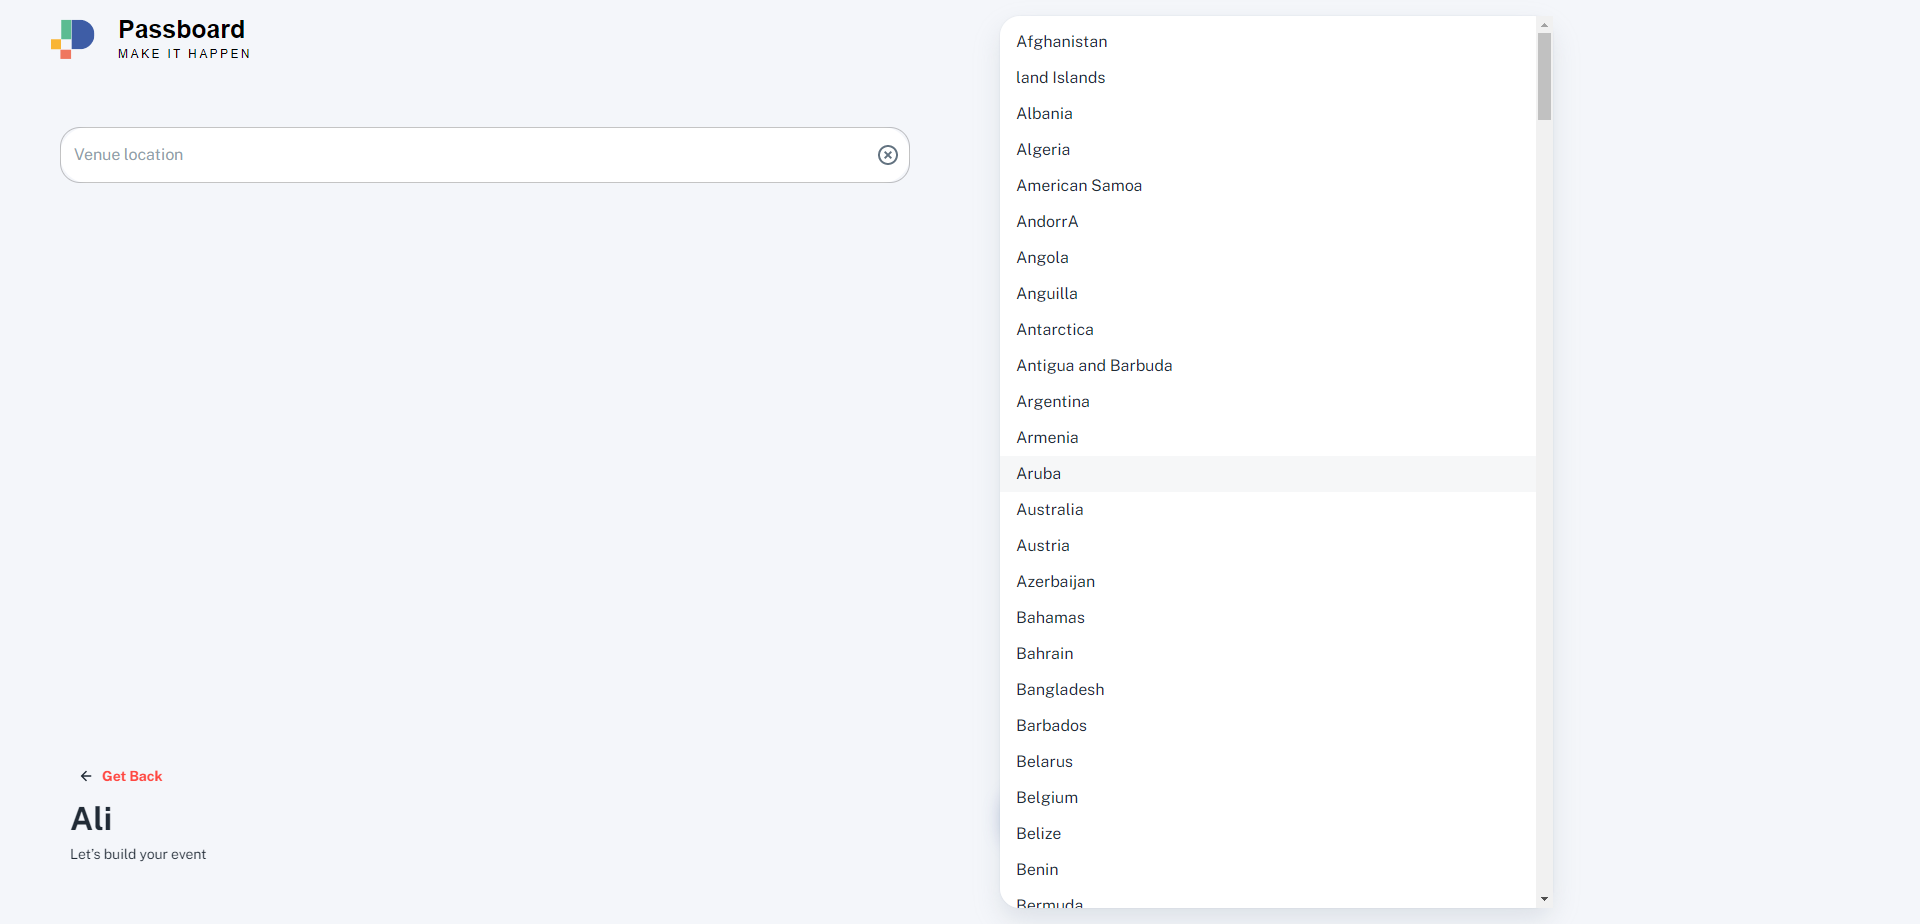 Passboard
MAKE IT HAPPEN
Venue location
Get Back
Ali
Let's build your event
Afghanistan
land Islands
Albania
Algeria
American Samoa
AndorrA
Angola
Anguilla
Antarctica
Antigua and Barbuda
Argentina
Armenia
Aruba
Australia
Austria
Azerbaijan
Bahamas
Bahrain
Bangladesh
Barbados
Belarus
Belgium
Belize
Benin
Bermuda